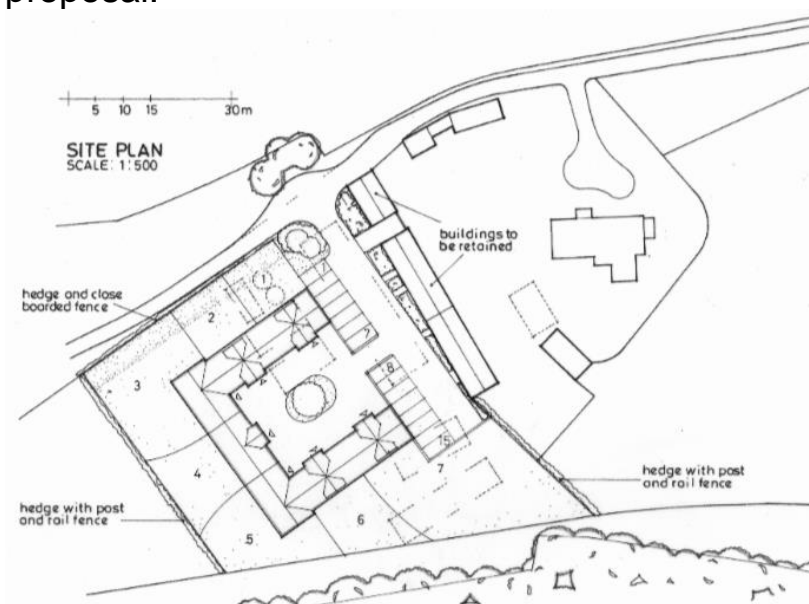 proposal.
5 10 15 30m
SITE PLAN
SCALE: 1:500
buildings to
be retained
hedge and close
boarded fence
1
2
3
4
5
6
7
7
8
15
hedge with post
and rail fence
hedge with post
and rail fence